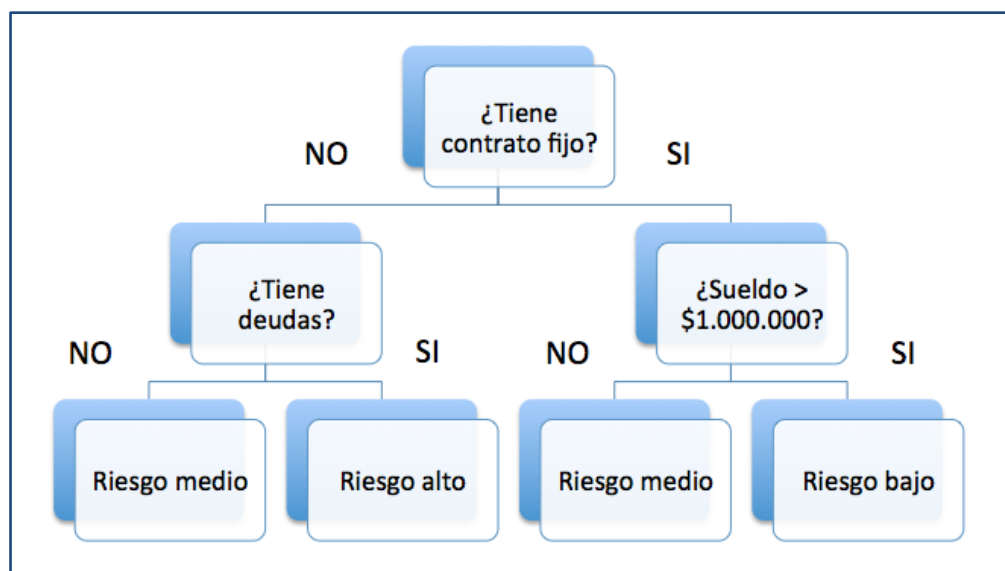 ¿Tiene
contrato fijo?
NO
SI
¿Tiene
deudas?
¿Sueldo >
$1.000.000?
NO
SI
NO
SI
Riesgo medio
Riesgo alto
Riesgo medio
Riesgo bajo